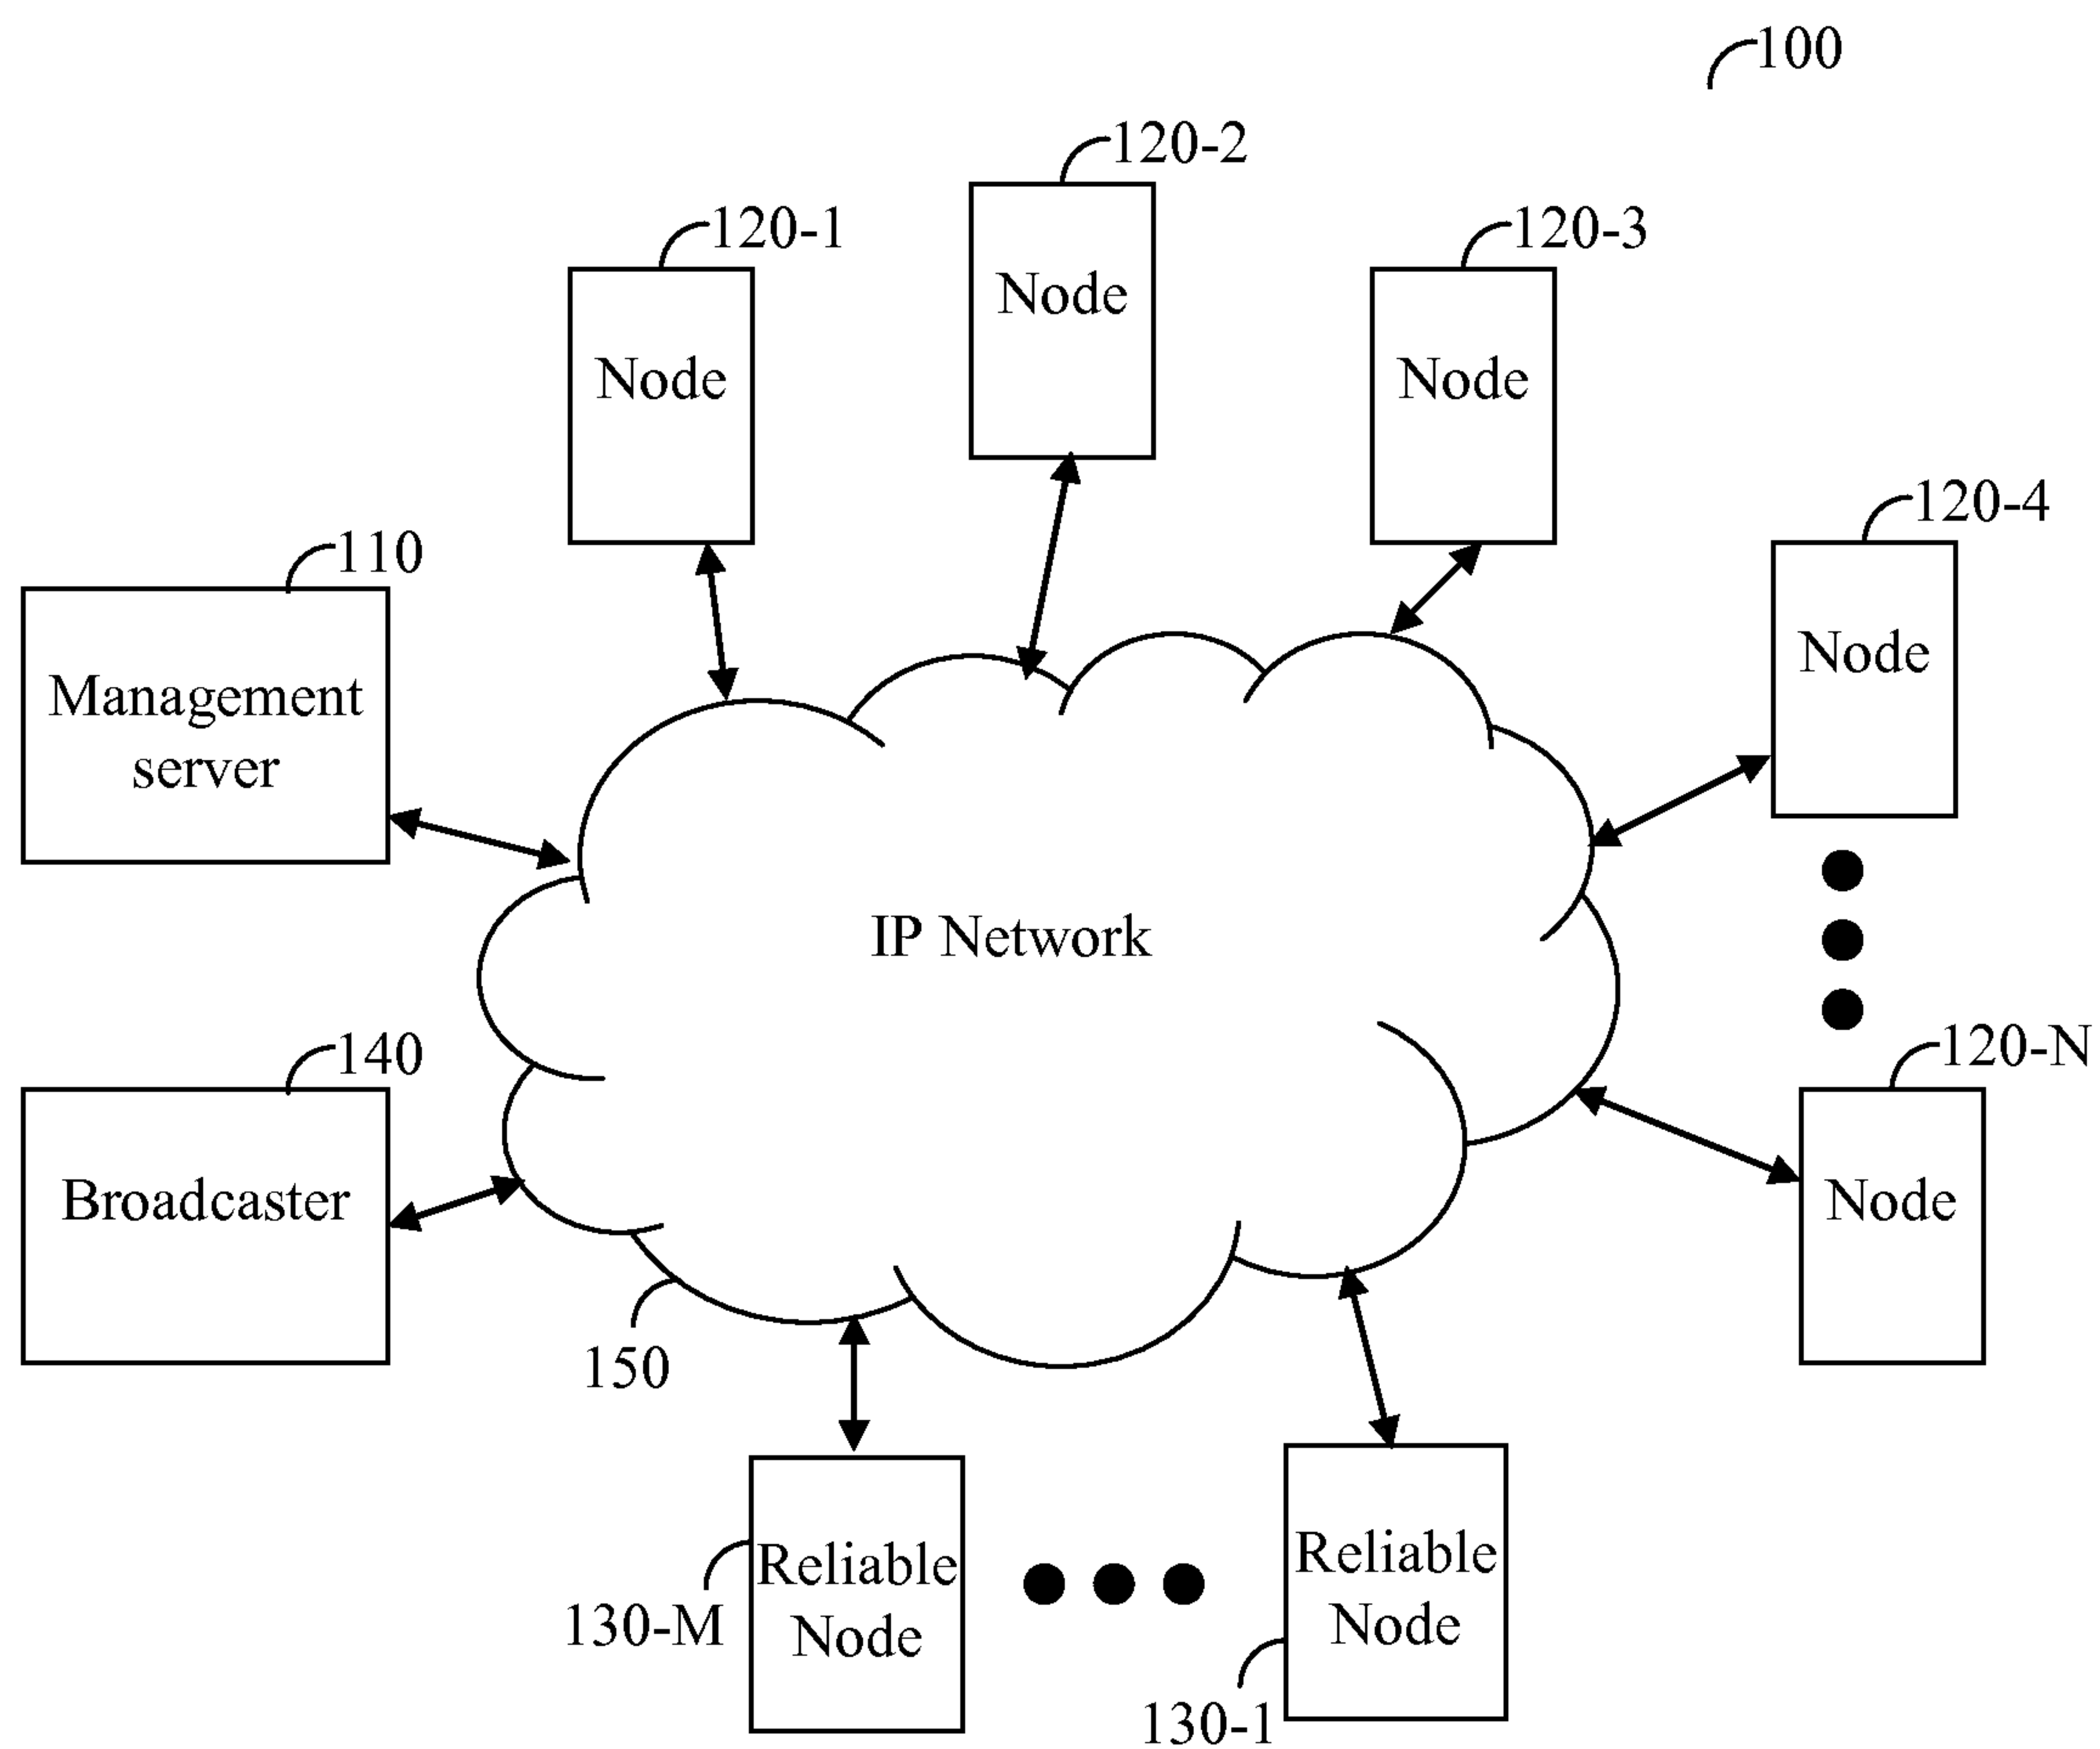 100
120-2
120-1
120-3
Node
Node
Node
120-4
110
Node
Management
server
IP Network
140
120-N
Broadcaster
Node
150
Reliable
Node
130-M
Reliable
Node
130-1